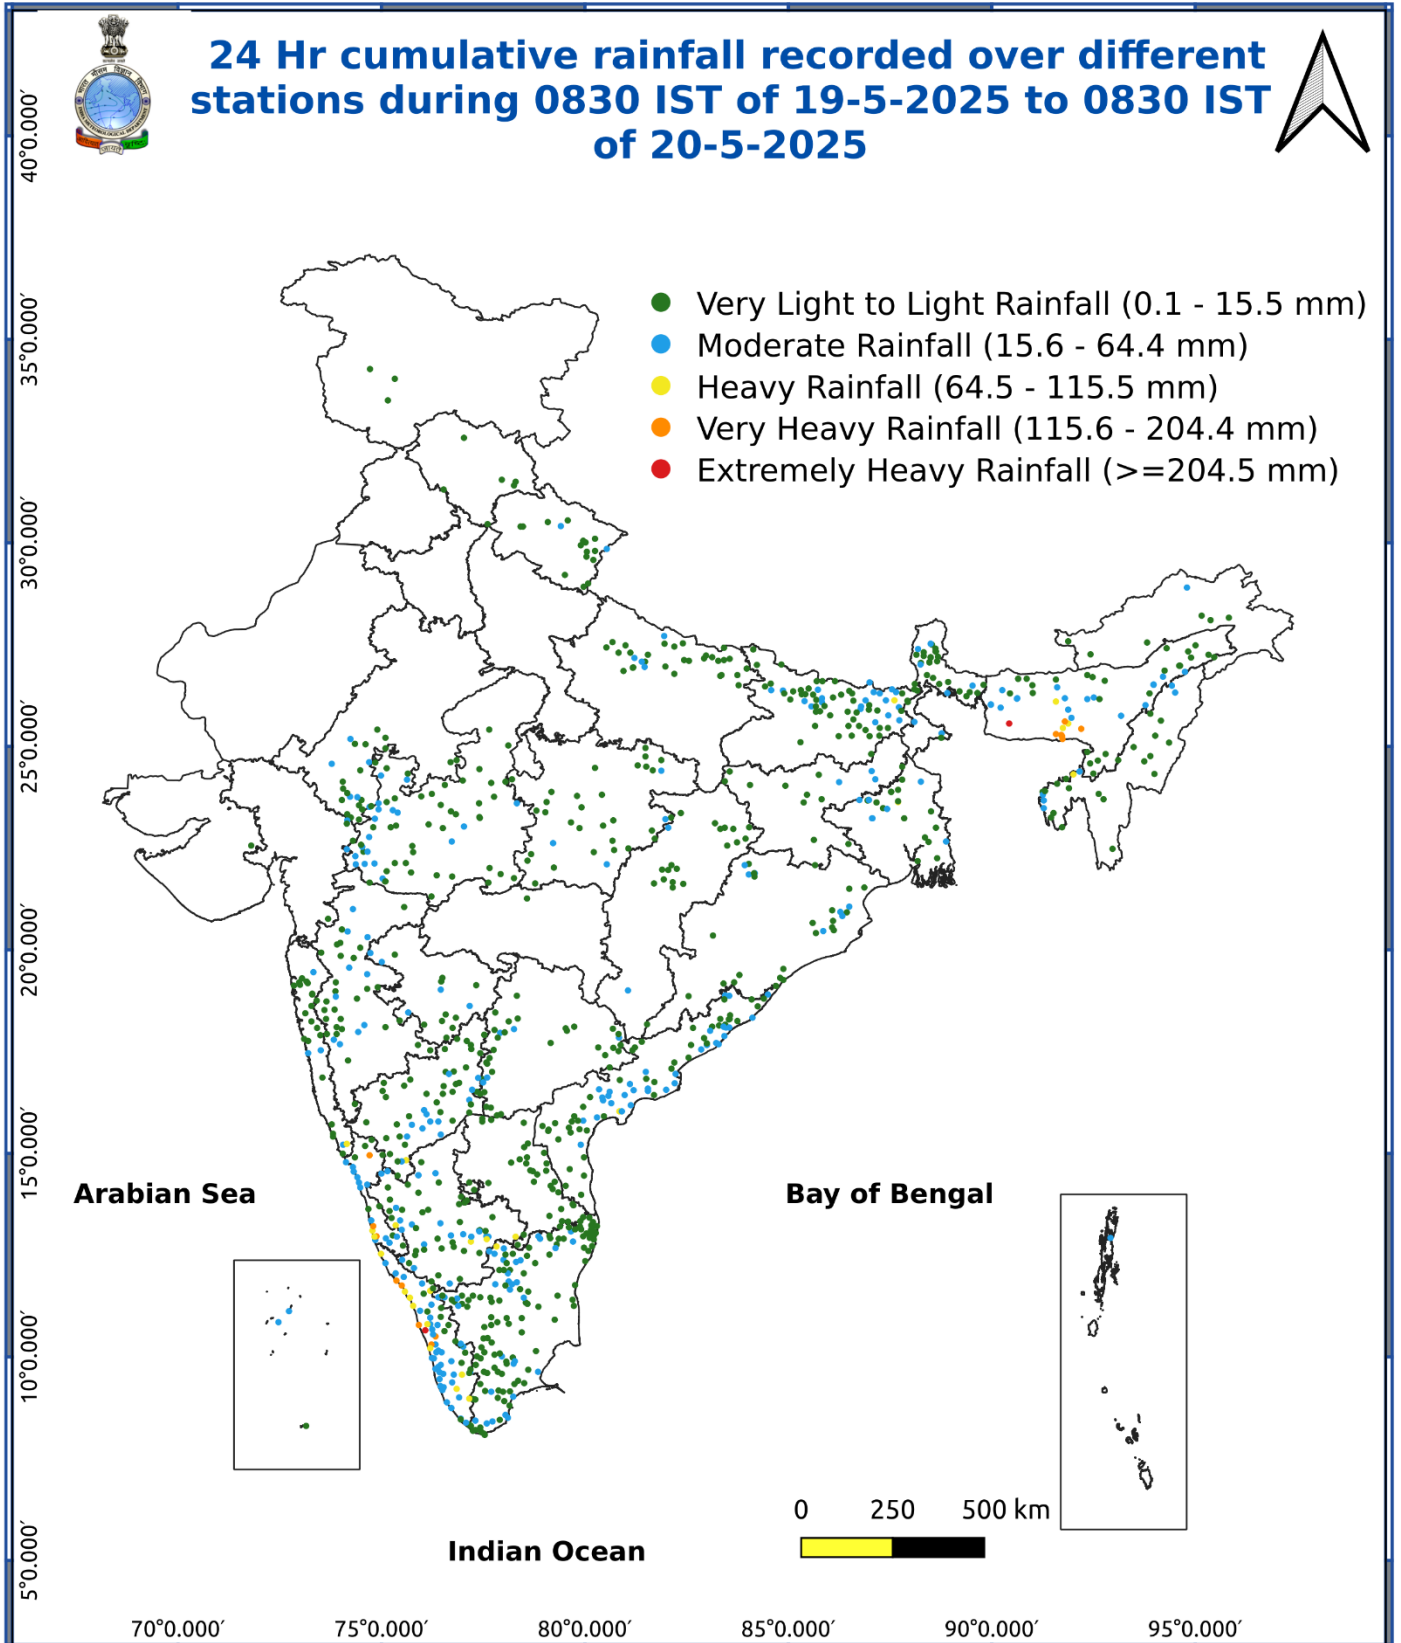 24 Hr cumulative rainfall recorded over different
stations during 0830 IST of 19-5-2025 to 0830 IST
of 20-5-2025
Very Light to Light Rainfall (0.1 - 15.5 mm)
Moderate Rainfall (15.6 - 64.4 mm)
Heavy Rainfall (64.5 - 115.5 mm)
Very Heavy Rainfall (115.6 - 204.4 mm)
Extremely Heavy Rainfall (>=204.5 mm)
40°0.000′
35°0.000′
30°0.000′
25°0.000′
20°0.000′
15°0.000′
10°0.000′
5°0.000′
Arabian Sea
Bay of Bengal
Indian Ocean
0 250 500 km
70°0.000′ 75°0.000′ 80°0.000′ 85°0.000′ 90°0.000′ 95°0.000′